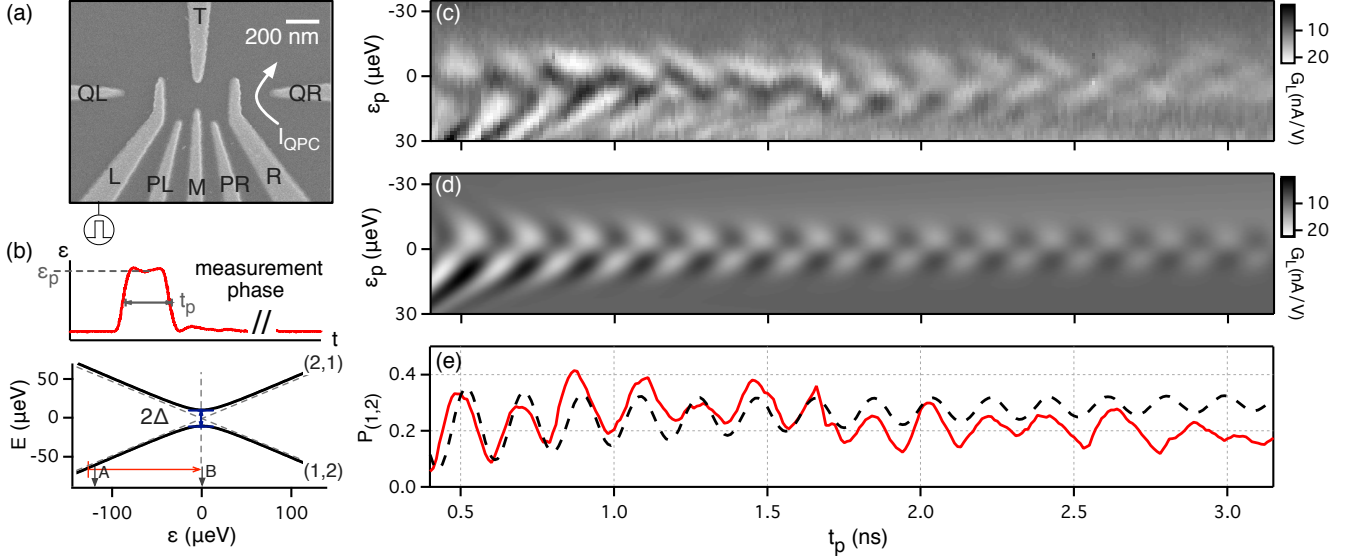 (a)
T
200 nm
QL
QR
I_QPC
L
PL
M
PR
R
(b)
ε
ε_p
t_p
measurement
phase
//
t
E (µeV)
50
0
-50
2Δ
(2,1)
(1,2)
A
B
-100
0
100
ε (µeV)
(c)
-30
0
30
ε_p (µeV)
10
20
G_L(nA/V)
(d)
-30
0
30
ε_p (µeV)
10
20
G_L(nA/V)
(e)
0.4
0.2
0.0
P_(1,2)
0.5
1.0
1.5
2.0
2.5
3.0
t_p (ns)